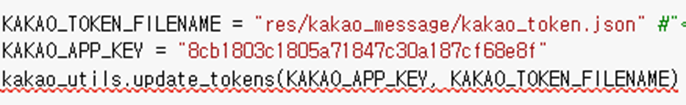 KAKAO_TOKEN_FILENAME = "res/kakao_message/kakao_token.json" #"<
KAKAO_APP_KEY = "8cb1803c1805a71847c30a187cf68e8f"
kakao_utils.update_tokens(KAKAO_APP_KEY, KAKAO_TOKEN_FILENAME)